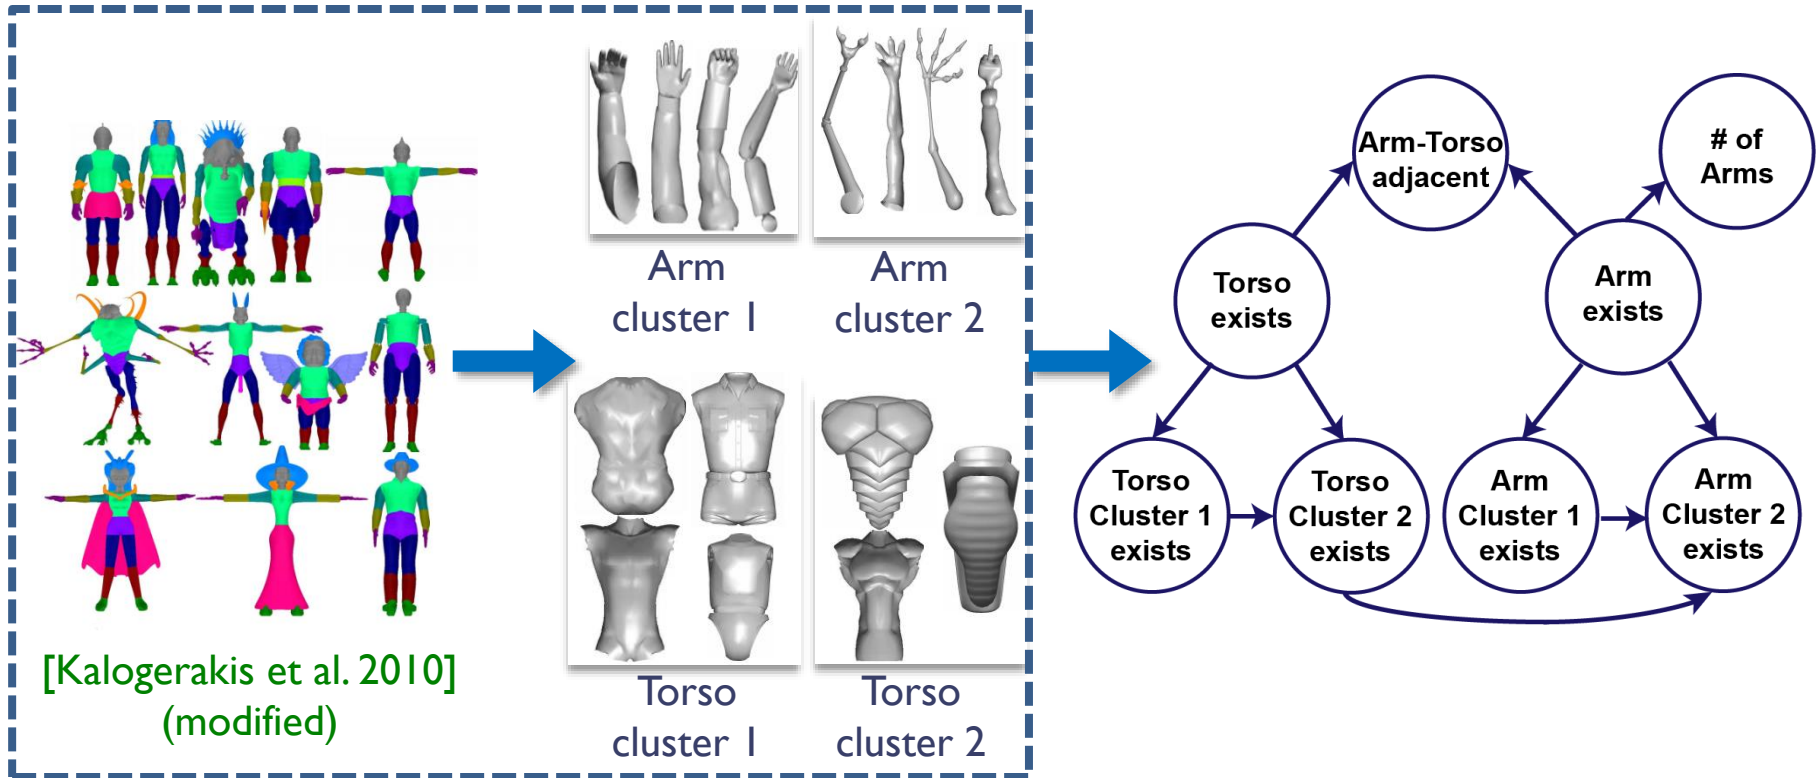 [Kalogerakis et al. 2010]
(modified)
Arm
cluster 1
Arm
cluster 2
Torso
cluster 1
Torso
cluster 2
Arm-Torso
adjacent
# of
Arms
Torso
exists
Arm
exists
Torso
Cluster 1
exists
Torso
Cluster 2
exists
Arm
Cluster 1
exists
Arm
Cluster 2
exists